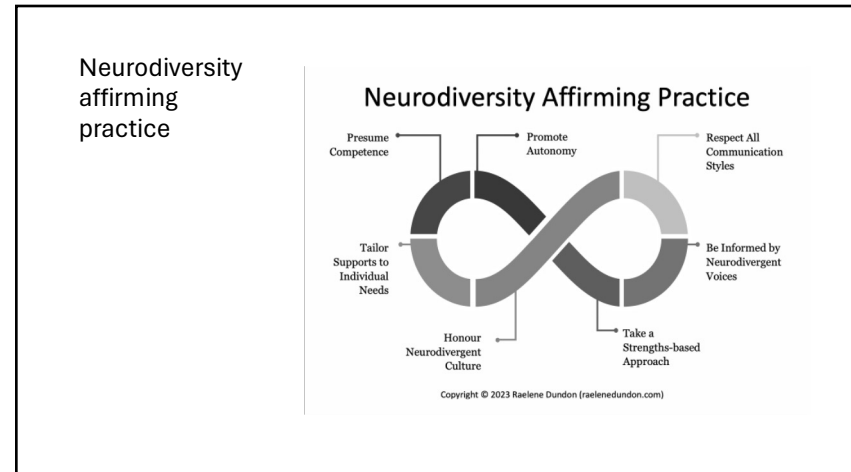 Neurodiversity
affirming
practice
Neurodiversity Affirming Practice
Presume
Competence
Promote
Autonomy
Respect All
Communication
Styles
Tailor
Supports to
Individual
Needs
Be Informed by
Neurodivergent
Voices
Honour
Neurodivergent
Culture
Take a
Strengths-based
Approach
Copyright © 2023 Raelene Dundon (raelenedundon.com)